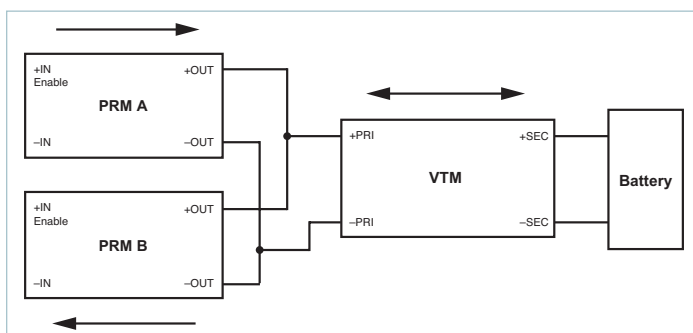 +IN
Enable
+OUT
PRM A
–IN
–OUT
+IN
Enable
+OUT
PRM B
–IN
–OUT
+PRI
+SEC
VTM
–PRI
–SEC
Battery